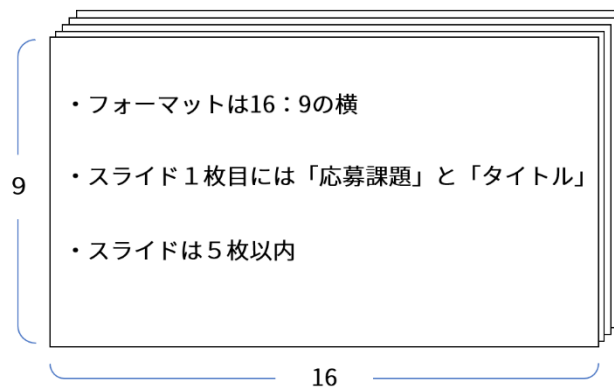 ・フォーマットは16：9の横
・スライド１枚目には「応募課題」と「タイトル」
9
・スライドは５枚以内
16